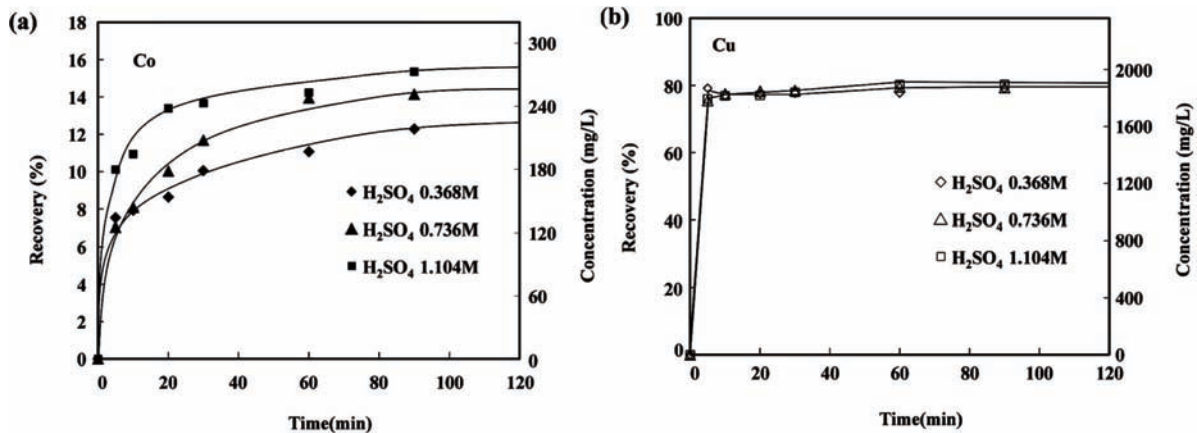 (a)
Co
18
16
14
12
10
8
6
4
2
0
Recovery (%)
300
240
180
120
60
0
Concentration (mg/L)
H₂SO₄ 0.368M
H₂SO₄ 0.736M
H₂SO₄ 1.104M
0 20 40 60 80 100 120
Time(min)
(b)
Cu
100
80
60
40
20
0
Recovery (%)
2000
1600
1200
800
400
0
Concentration (mg/L)
H₂SO₄ 0.368M
H₂SO₄ 0.736M
H₂SO₄ 1.104M
0 20 40 60 80 100 120
Time(min)